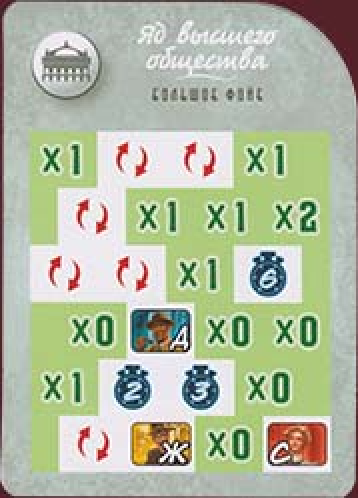 Яд высшего
общества
БОЛЬШОЕ ФОЙЕ
X1 X1
X1 X1 X2
X1 6
X0 Д X0 X0
X1 2 3 X0
Ж X0 С